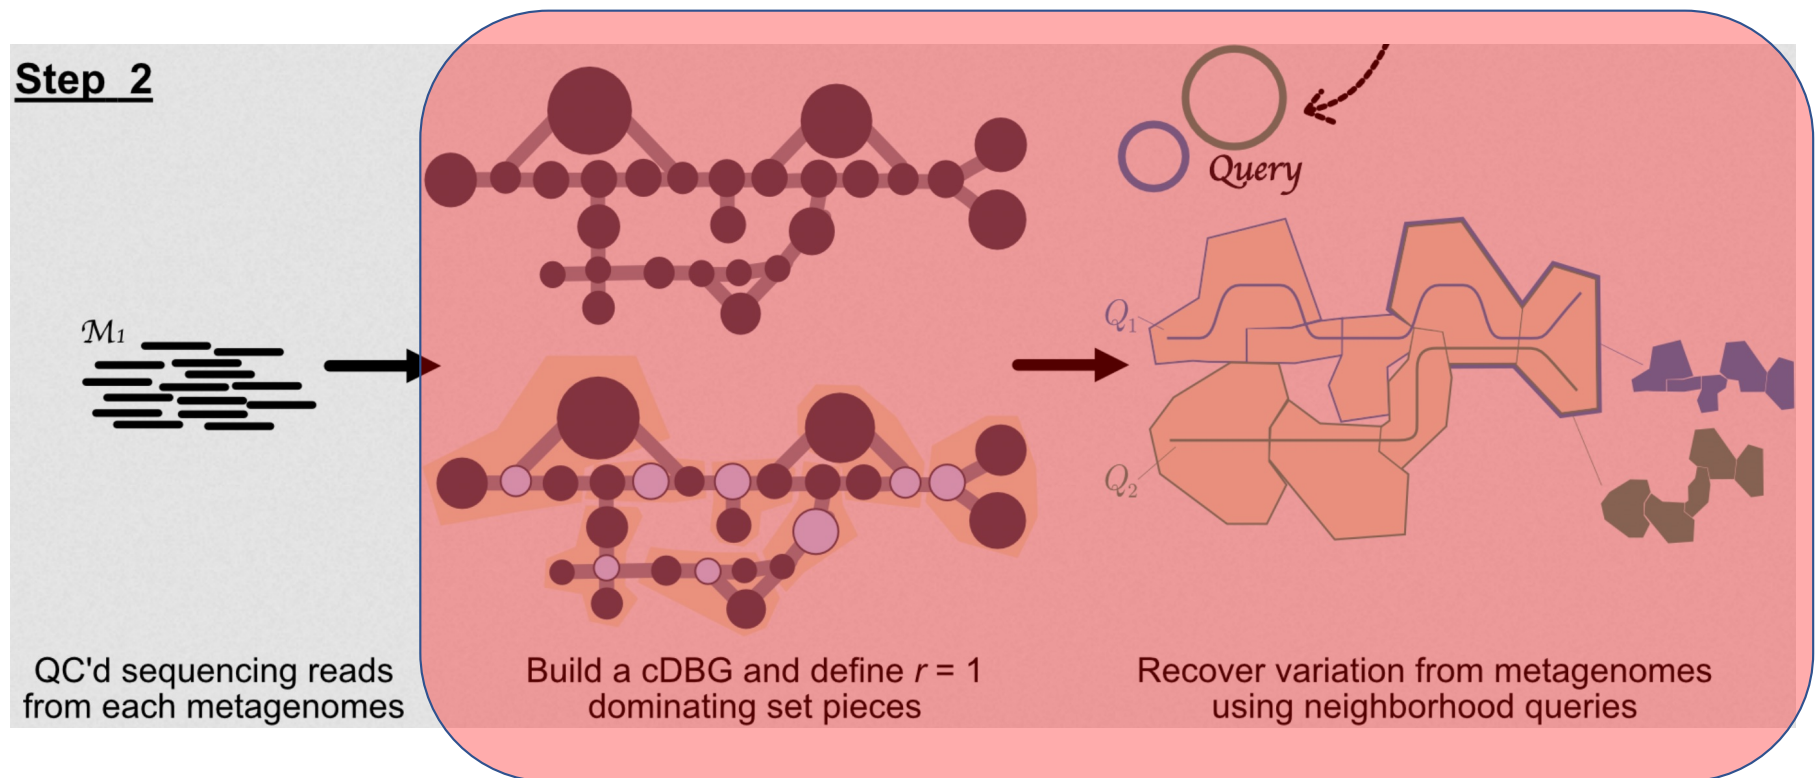 Step 2
Query
M1
Q1
Q2
QC'd sequencing reads
from each metagenomes
Build a cDBG and define r = 1
dominating set pieces
Recover variation from metagenomes
using neighborhood queries